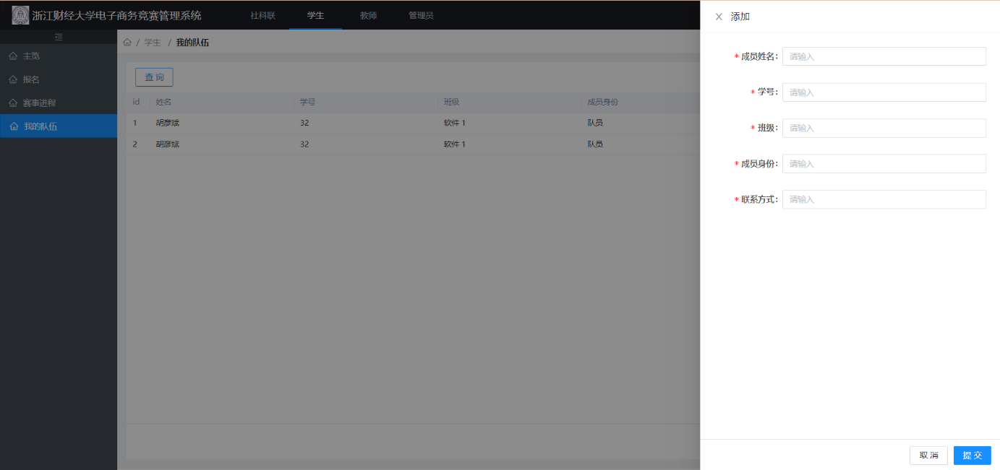 浙江财经大学电子商务竞赛管理系统 社科联 学生 教师 管理员
主览
报名
赛事进程
我的队伍
/ 学生 / 我的队伍
查 询
id 姓名 学号 班级 成员身份
1 胡彦斌 32 软件 1 队员
2 胡彦斌 32 软件 1 队员
添加
* 成员姓名: 请输入
* 学号: 请输入
* 班级: 请输入
* 成员身份: 请输入
* 联系方式: 请输入
取 消 提 交